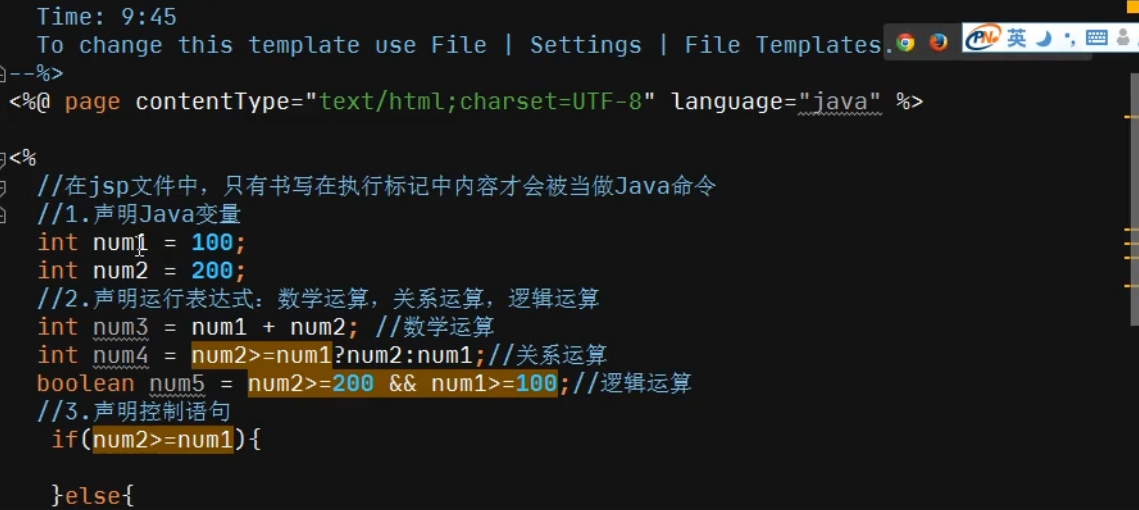 Time: 9:45
To change this template use File | Settings | File Templates.
英
--%>
<%@ page contentType="text/html;charset=UTF-8" language="java" %>
<%
//在jsp文件中，只有书写在执行标记中内容才会被当做Java命令
//1.声明Java变量
int num1 = 100;
int num2 = 200;
//2.声明运行表达式：数学运算，关系运算，逻辑运算
int num3 = num1 + num2; //数学运算
int num4 = num2>=num1?num2:num1;//关系运算
boolean num5 = num2>=200 && num1>=100;//逻辑运算
//3.声明控制语句
if(num2>=num1){
}else{